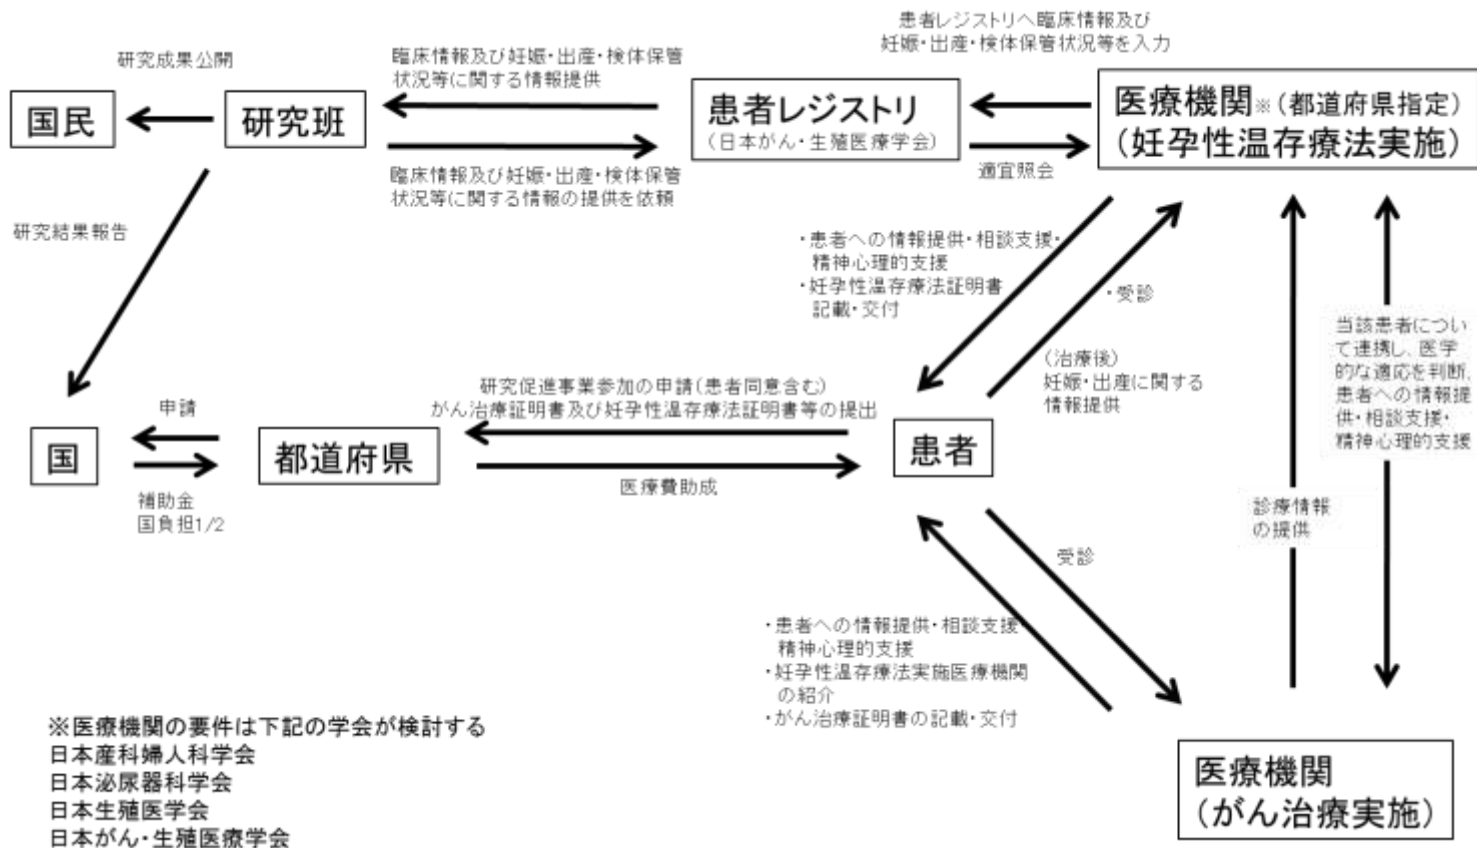 患者レジストリへ臨床情報及び
妊娠・出産・検体保管状況等を入力
研究成果公開
臨床情報及び妊娠・出産・検体保管
状況等に関する情報提供
国民
研究班
患者レジストリ
（日本がん・生殖医療学会）
医療機関※（都道府県指定）
（妊孕性温存療法実施）
適宜照会
臨床情報及び妊娠・出産・検体保管
状況等に関する情報の提供を依頼
研究結果報告
・患者への情報提供・相談支援・
精神心理的支援
・妊孕性温存療法証明書
記載・交付
・受診
（治療後）
妊娠・出産に関する
情報提供
当該患者につい
て連携し、医学
的な適応を判断、
患者への情報提
供・相談支援・
精神心理的支援
研究促進事業参加の申請(患者同意含む)
がん治療証明書及び妊孕性温存療法証明書等の提出
申請
国
都道府県
患者
医療費助成
補助金
国負担1/2
診療情報
の提供
受診
・患者への情報提供・相談支援・
精神心理的支援
・妊孕性温存療法実施医療機関
の紹介
・がん治療証明書の記載・交付
※医療機関の要件は下記の学会が検討する
日本産科婦人科学会
日本泌尿器科学会
日本生殖医学会
日本がん・生殖医療学会
医療機関
（がん治療実施）